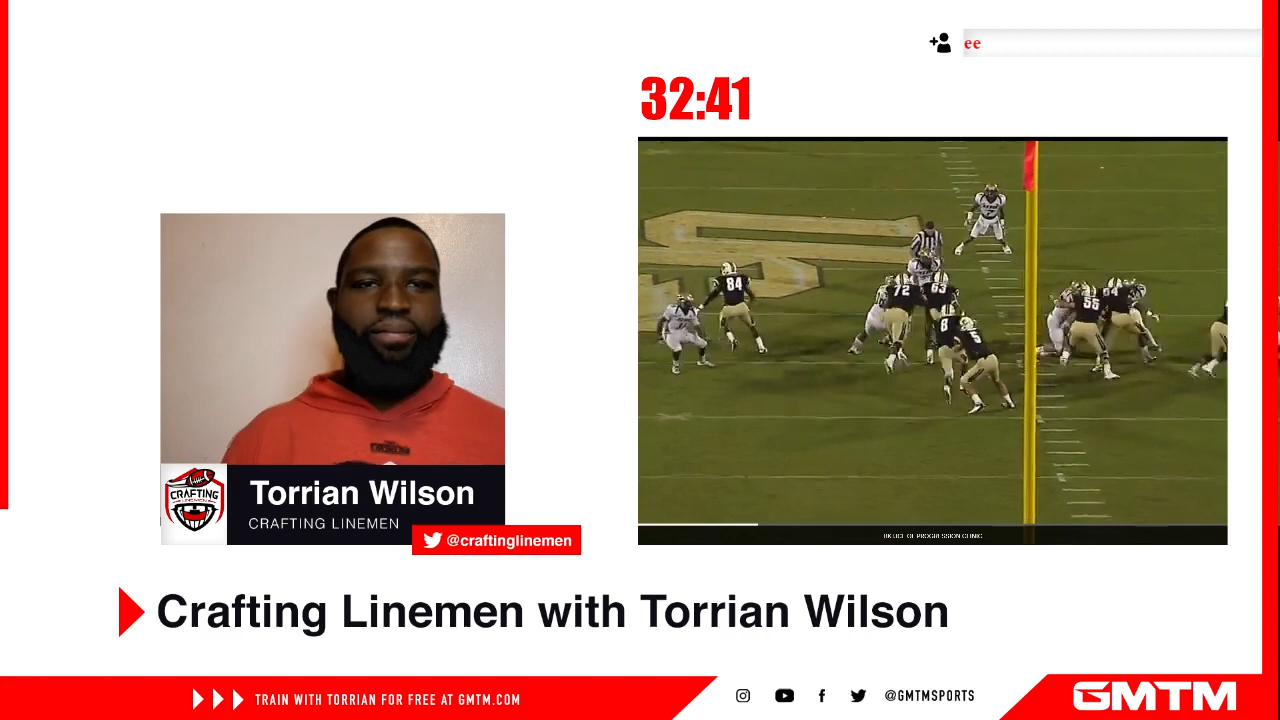 ee
32:41
84
72
63
8
5
55
CRAFTING
LINEMEN
Torrian Wilson
CRAFTING LINEMEN
@craftinglinemen
Crafting Linemen with Torrian Wilson
TRAIN WITH TORRIAN FOR FREE AT GMTM.COM
@GMTMSPORTS
GMTM